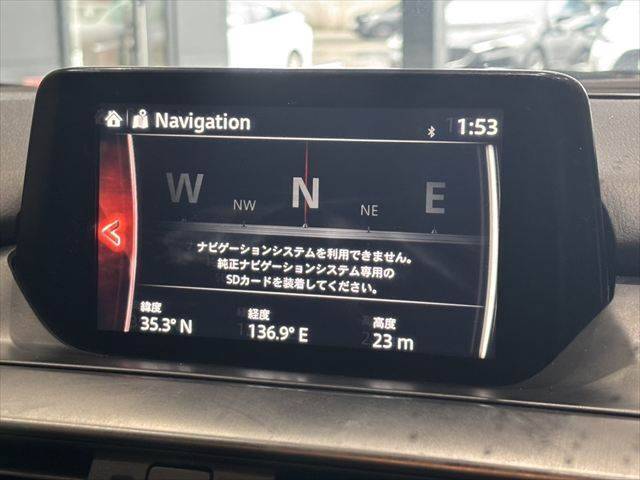 Navigation
1:53
W NW N NE E
ナビゲーションシステムを利用できません。
純正ナビゲーションシステム専用の
SDカードを装着してください。
緯度 経度 高度
35.3° N 136.9° E 23 m